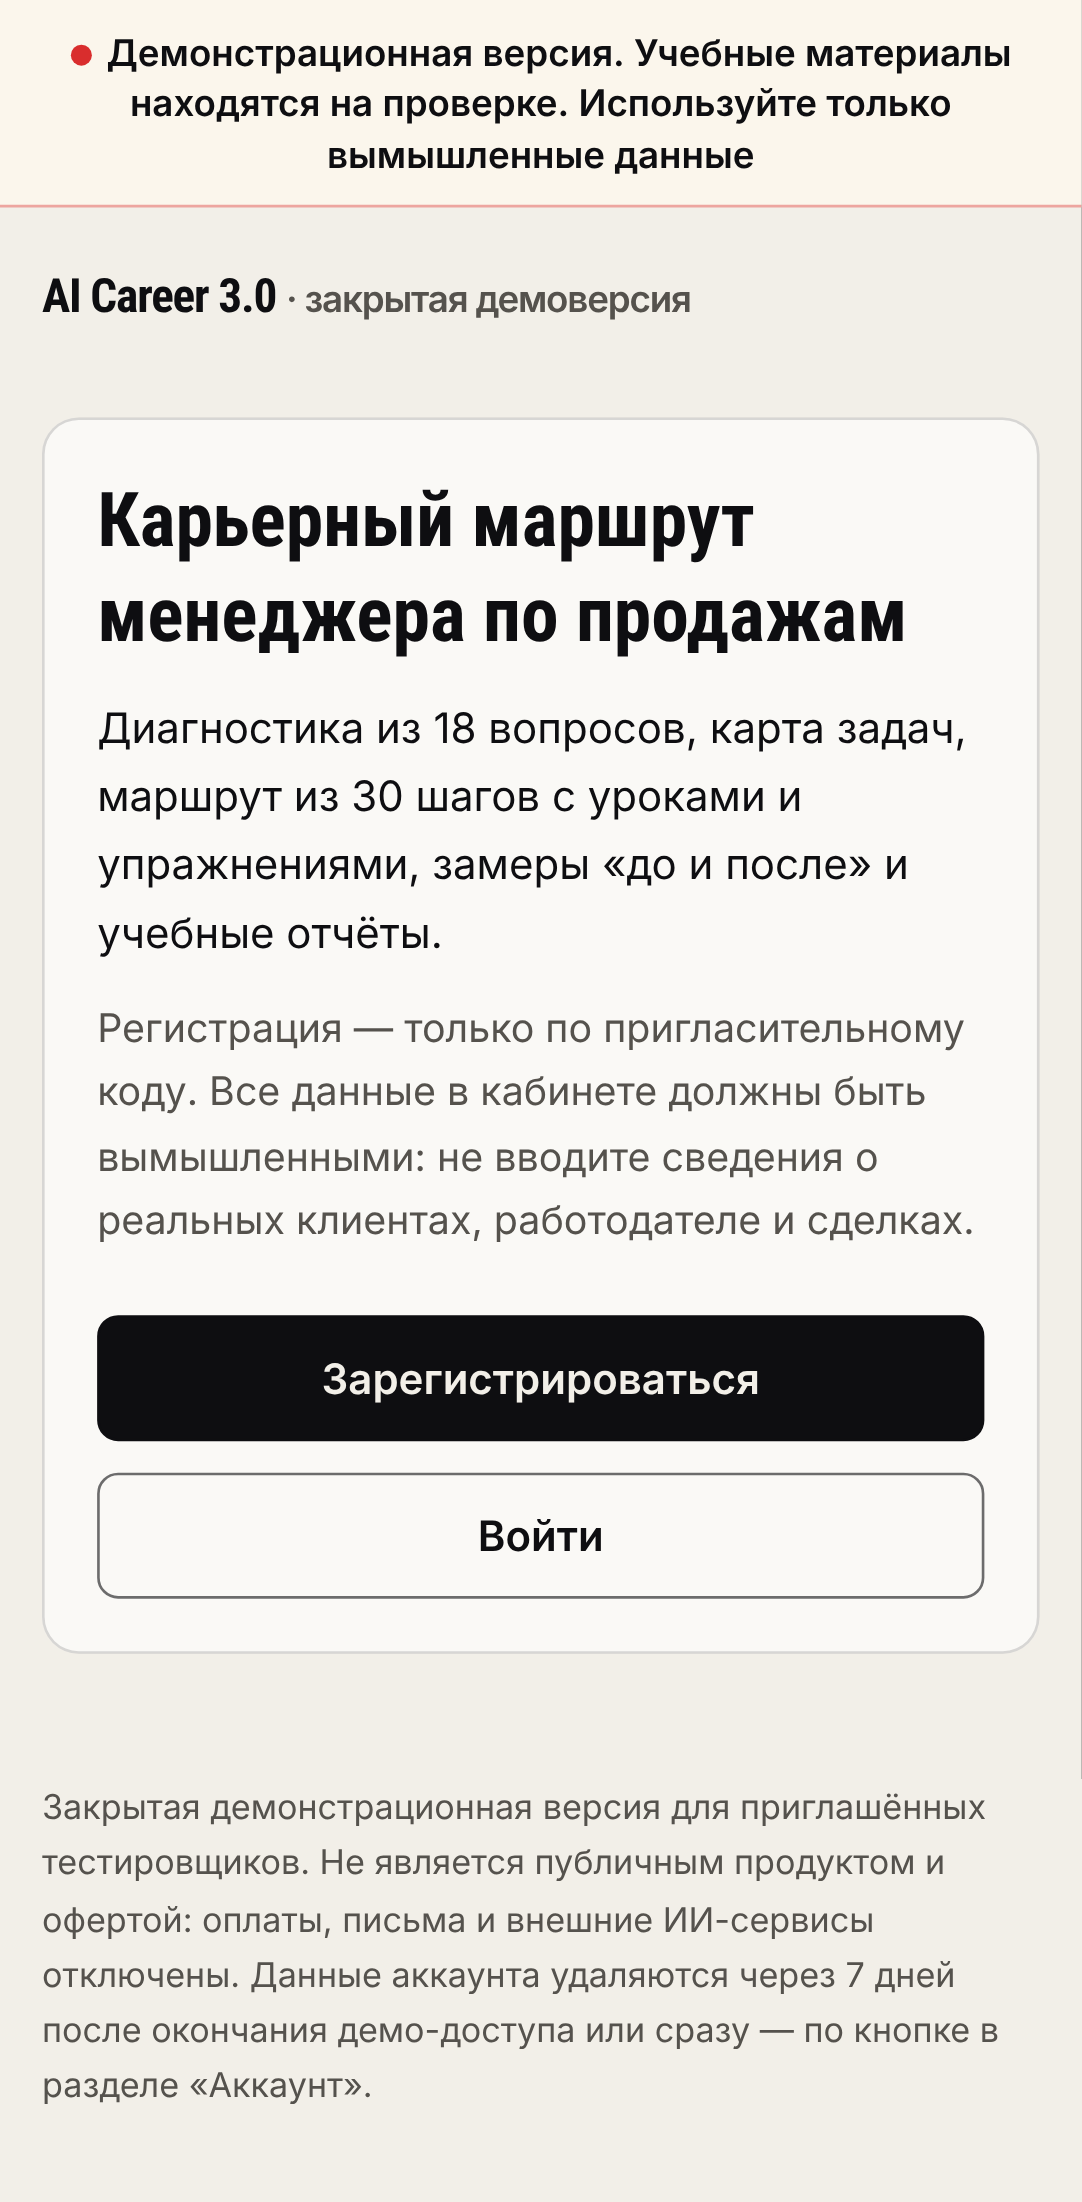 Демонстрационная версия. Учебные материалы
находятся на проверке. Используйте только
вымышленные данные
AI Career 3.0 · закрытая демоверсия
Карьерный маршрут
менеджера по продажам
Диагностика из 18 вопросов, карта задач,
маршрут из 30 шагов с уроками и
упражнениями, замеры «до и после» и
учебные отчёты.
Регистрация — только по пригласительному
коду. Все данные в кабинете должны быть
вымышленными: не вводите сведения о
реальных клиентах, работодателе и сделках.
Зарегистрироваться
Войти
Закрытая демонстрационная версия для приглашённых
тестировщиков. Не является публичным продуктом и
офертой: оплаты, письма и внешние ИИ-сервисы
отключены. Данные аккаунта удаляются через 7 дней
после окончания демо-доступа или сразу — по кнопке в
разделе «Аккаунт».